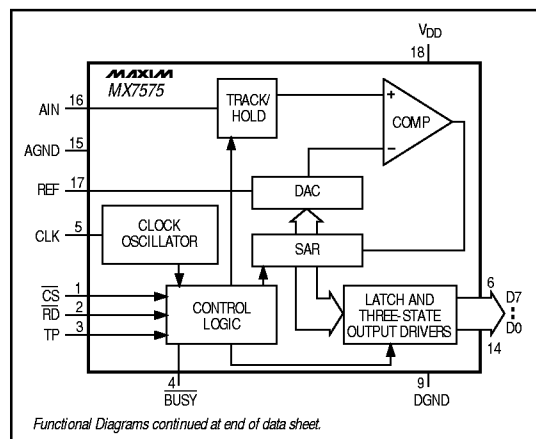 VDD
18
MAXIM
MX7575
AIN 16
TRACK/
HOLD
+
COMP
−
AGND 15
REF 17
DAC
CLK 5
CLOCK
OSCILLATOR
SAR
CS 1
RD 2
TP 3
CONTROL
LOGIC
LATCH AND
THREE-STATE
OUTPUT DRIVERS
6
D7
D0
14
4
BUSY
9
DGND
Functional Diagrams continued at end of data sheet.